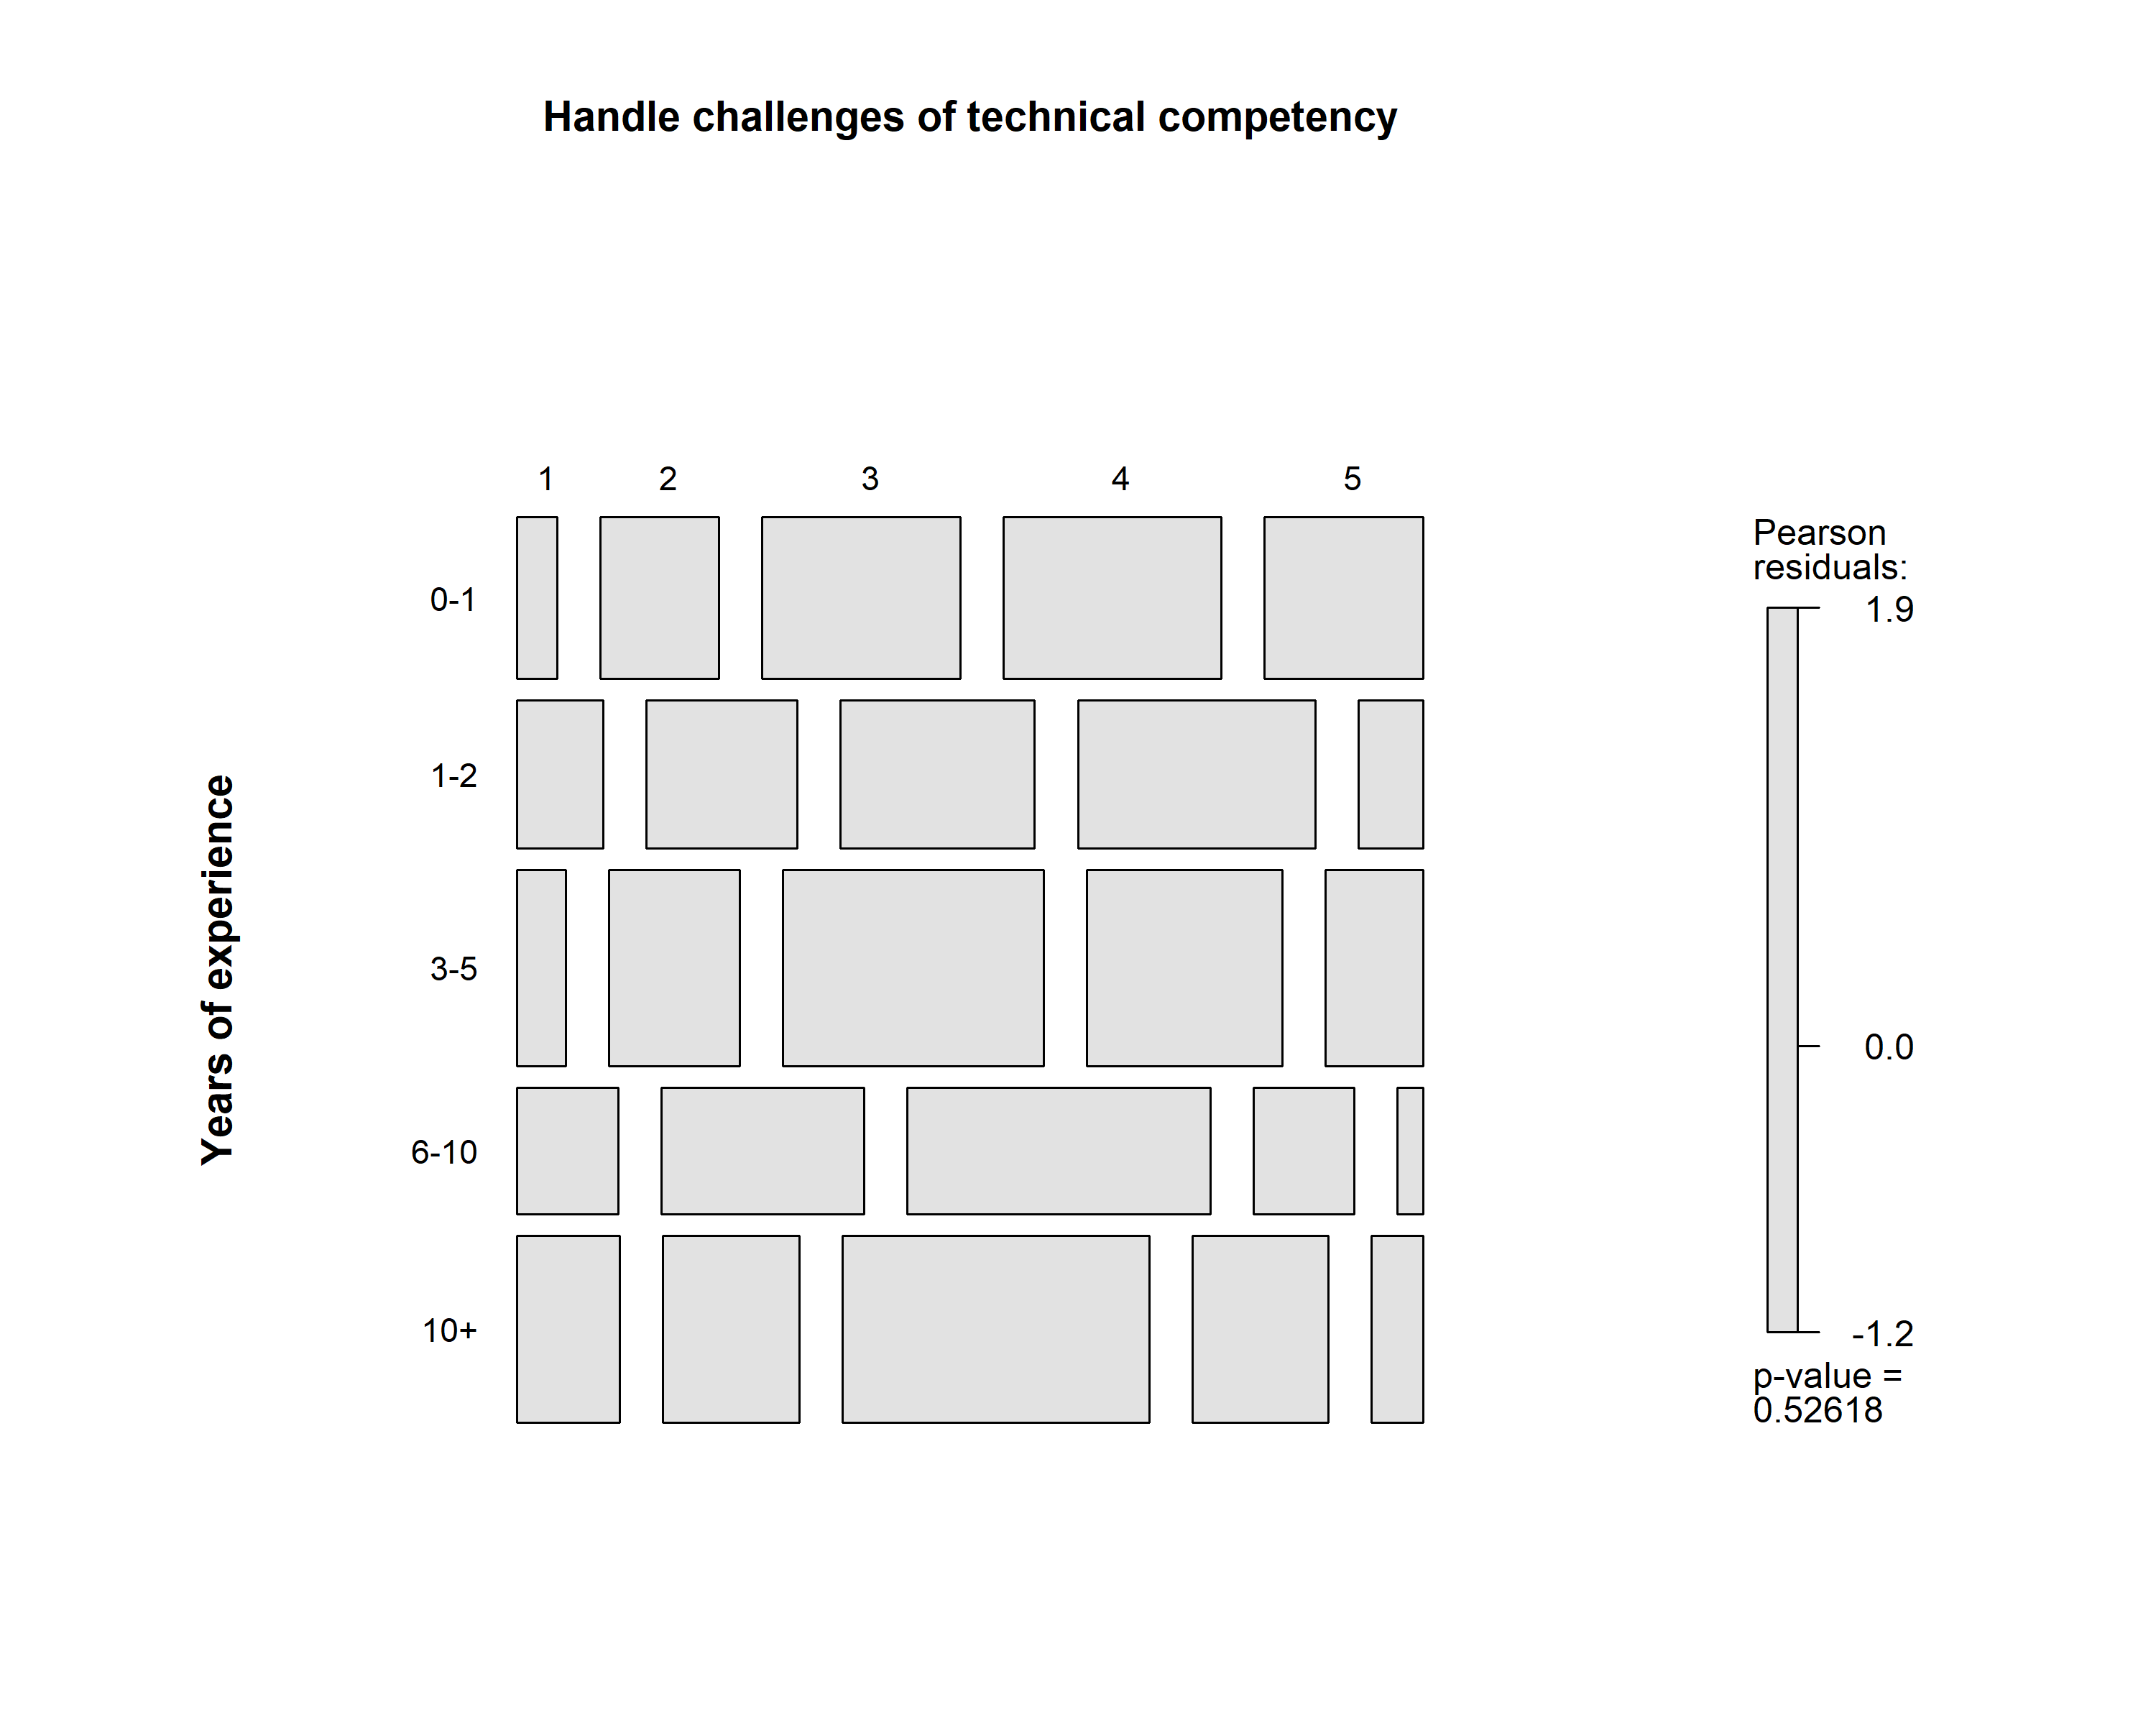 Handle challenges of technical competency
1 2 3 4 5
Years of experience
0-1
1-2
3-5
6-10
10+
Pearson
residuals:
1.9
0.0
-1.2
p-value =
0.52618